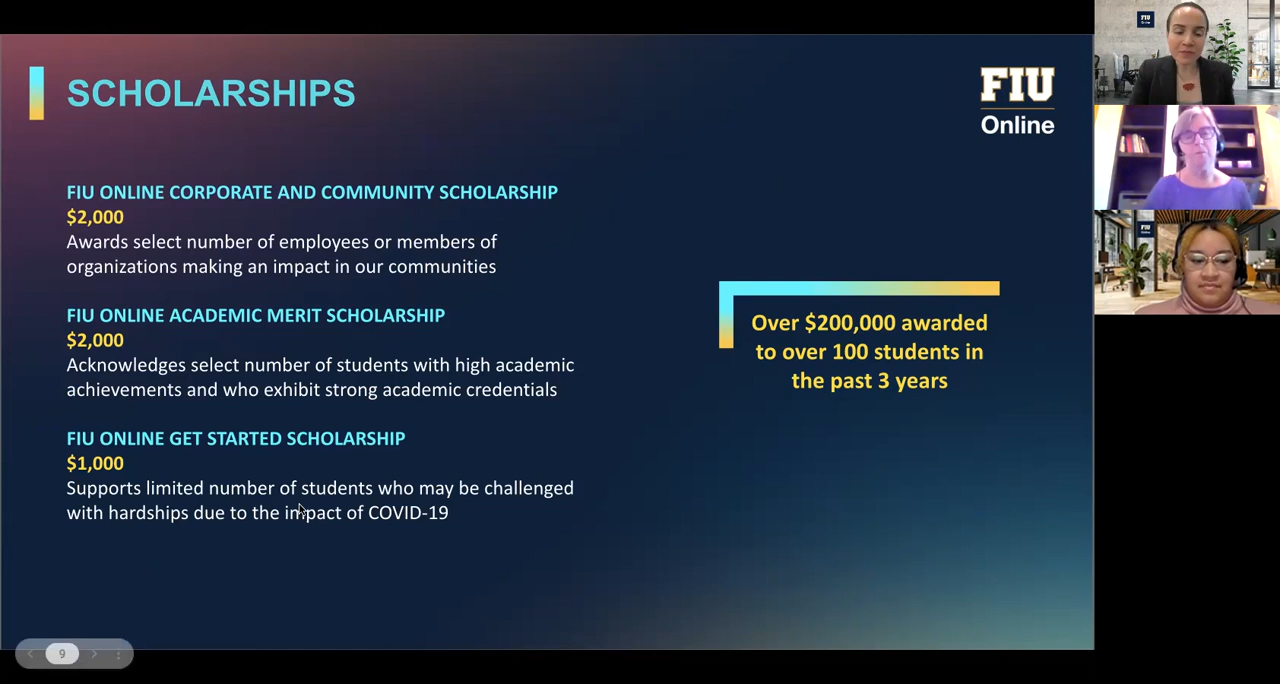 SCHOLARSHIPS
FIU
Online
FIU ONLINE CORPORATE AND COMMUNITY SCHOLARSHIP
$2,000
Awards select number of employees or members of
organizations making an impact in our communities
FIU ONLINE ACADEMIC MERIT SCHOLARSHIP
$2,000
Acknowledges select number of students with high academic
achievements and who exhibit strong academic credentials
FIU ONLINE GET STARTED SCHOLARSHIP
$1,000
Supports limited number of students who may be challenged
with hardships due to the impact of COVID-19
Over $200,000 awarded
to over 100 students in
the past 3 years
9
FIU
FIU